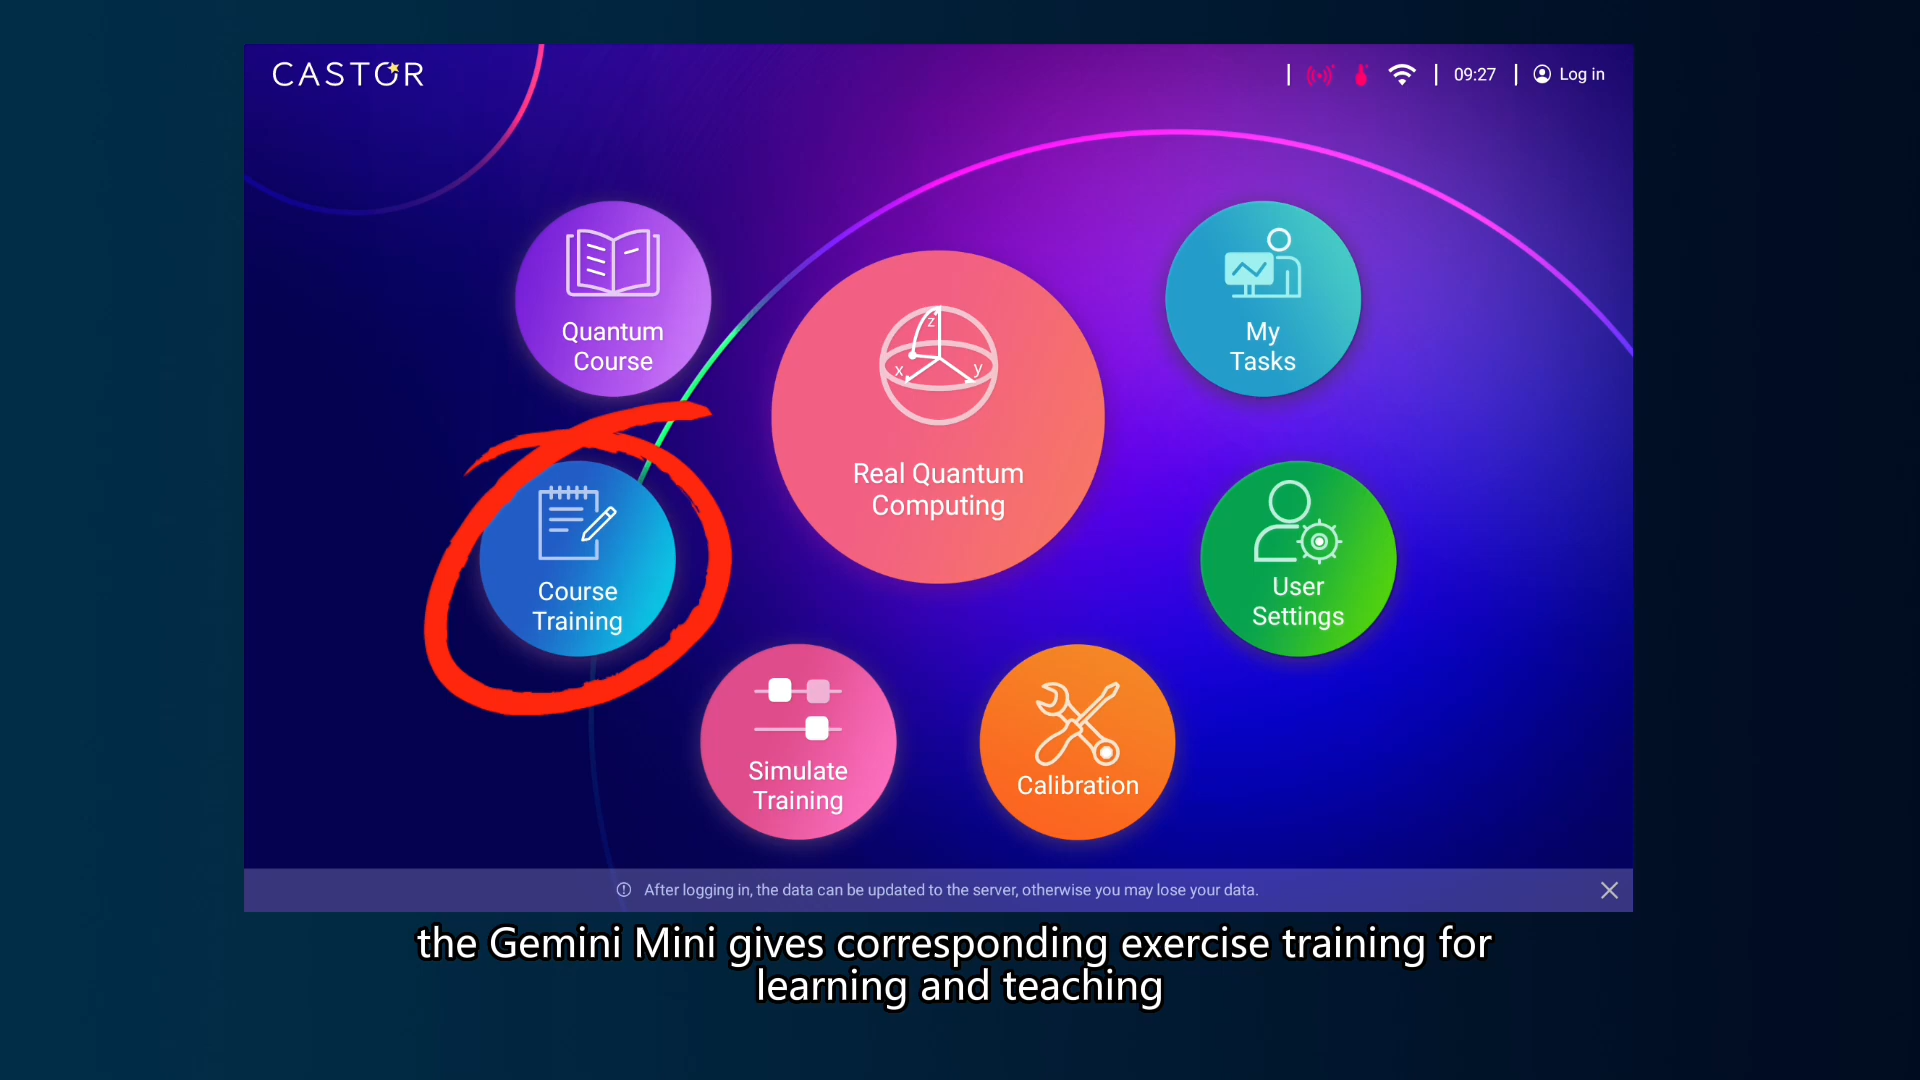 CASTOR
09:27
Log in
Quantum
Course
My
Tasks
z
x
y
Real Quantum
Computing
Course
Training
User
Settings
Simulate
Training
Calibration
After logging in, the data can be updated to the server, otherwise you may lose your data.
the Gemini Mini gives corresponding exercise training for
learning and teaching